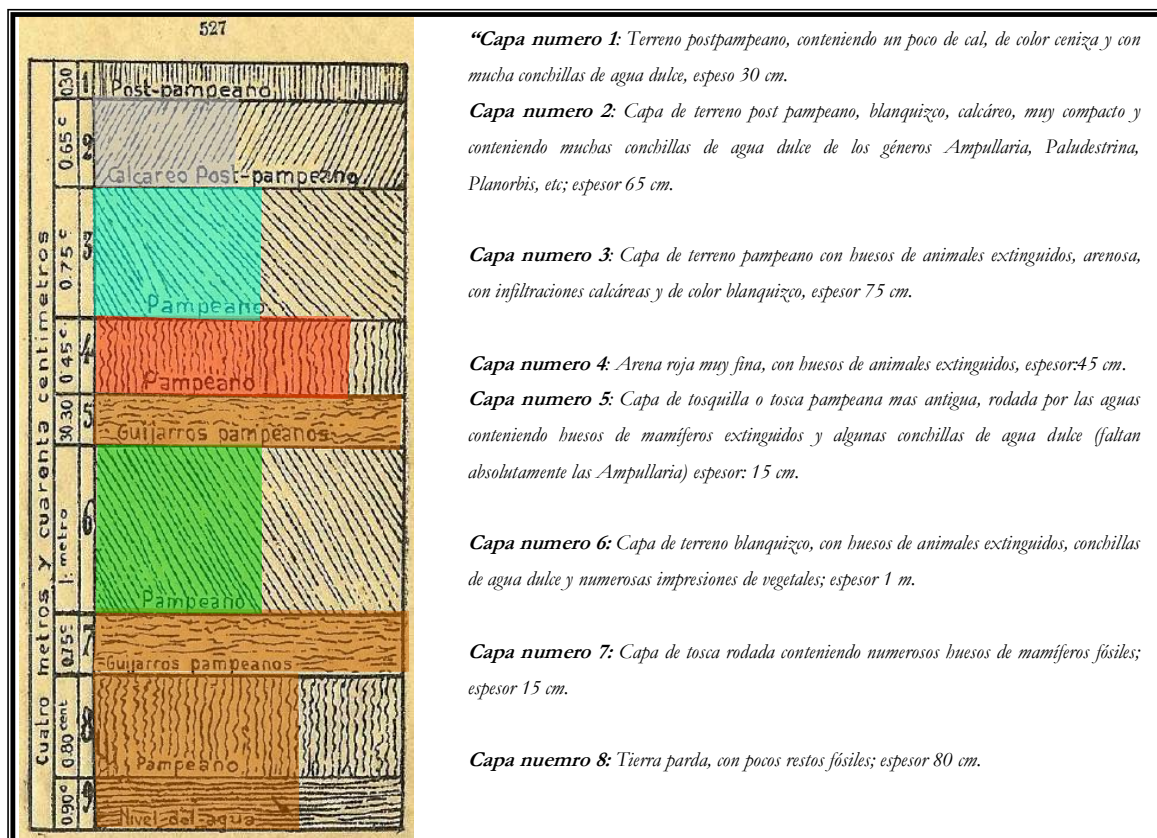 527
Cuatro metros y cuarenta centimetros
0.30
1
Post-pampeano
0.65 c
2
Calcareo Post-pampeano
0.75 c
3
Pampeano
0.45 c.
4
Pampeano
5
Guijarros pampeanos
1. metro
6
Pampeano
7
Guijarros pampeanos
0.80 cent
8
Pampeano
0.90 c
9
Nivel del agua
“Capa numero 1: Terreno postpampeano, conteniendo un poco de cal, de color ceniza y con
mucha conchillas de agua dulce, espeso 30 cm.
Capa numero 2: Capa de terreno post pampeano, blanquizco, calcáreo, muy compacto y
conteniendo muchas conchillas de agua dulce de los géneros Ampullaria, Paludestrina,
Planorbis, etc; espesor 65 cm.
Capa numero 3: Capa de terreno pampeano con huesos de animales extinguidos, arenosa,
con infiltraciones calcáreas y de color blanquizco, espesor 75 cm.
Capa numero 4: Arena roja muy fina, con huesos de animales extinguidos, espesor:45 cm.
Capa numero 5: Capa de tosquilla o tosca pampeana mas antigua, rodada por las aguas
conteniendo huesos de mamíferos extinguidos y algunas conchillas de agua dulce (faltan
absolutamente las Ampullaria) espesor: 15 cm.
Capa numero 6: Capa de terreno blanquizco, con huesos de animales extinguidos, conchillas
de agua dulce y numerosas impresiones de vegetales; espesor 1 m.
Capa numero 7: Capa de tosca rodada conteniendo numerosos huesos de mamíferos fósiles;
espesor 15 cm.
Capa nuemro 8: Tierra parda, con pocos restos fósiles; espesor 80 cm.